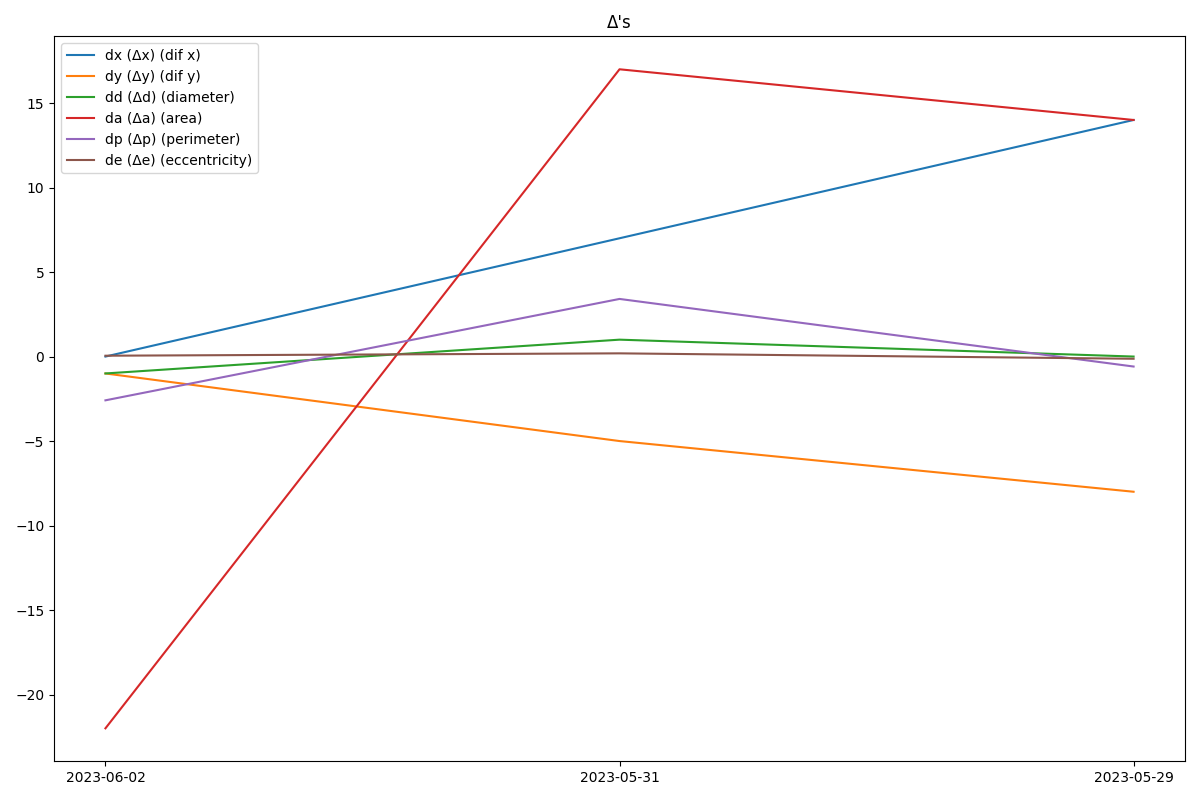 Δ's
dx (Δx) (dif x)
dy (Δy) (dif y)
dd (Δd) (diameter)
da (Δa) (area)
dp (Δp) (perimeter)
de (Δe) (eccentricity)
15
10
5
0
−5
−10
−15
−20
2023-06-02 2023-05-31 2023-05-29